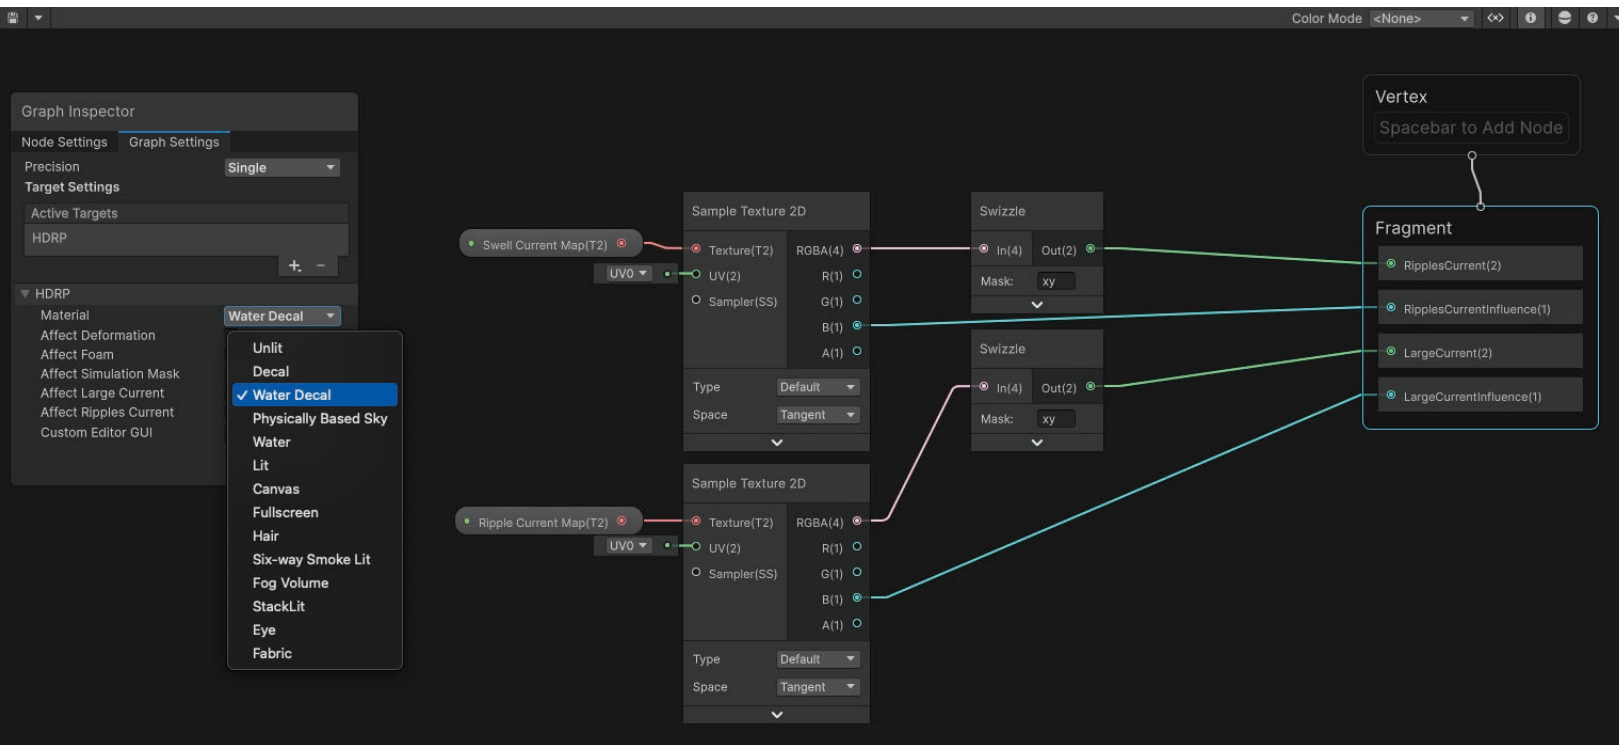 Color Mode <None>
Graph Inspector
Node Settings Graph Settings
Precision Single
Target Settings
Active Targets
HDRP
+ -
HDRP
Material Water Decal
Affect Deformation
Affect Foam
Affect Simulation Mask
Affect Large Current
Affect Ripples Current
Custom Editor GUI
Unlit
Decal
✓ Water Decal
Physically Based Sky
Water
Lit
Canvas
Fullscreen
Hair
Six-way Smoke Lit
Fog Volume
StackLit
Eye
Fabric
Swell Current Map(T2)
UV0
Sample Texture 2D
Texture(T2) RGBA(4)
UV(2) R(1)
Sampler(SS) G(1)
B(1)
A(1)
Type Default
Space Tangent
Ripple Current Map(T2)
UV0
Sample Texture 2D
Texture(T2) RGBA(4)
UV(2) R(1)
Sampler(SS) G(1)
B(1)
A(1)
Type Default
Space Tangent
Swizzle
In(4) Out(2)
Mask: xy
Swizzle
In(4) Out(2)
Mask: xy
Vertex
Spacebar to Add Node
Fragment
RipplesCurrent(2)
RipplesCurrentInfluence(1)
LargeCurrent(2)
LargeCurrentInfluence(1)